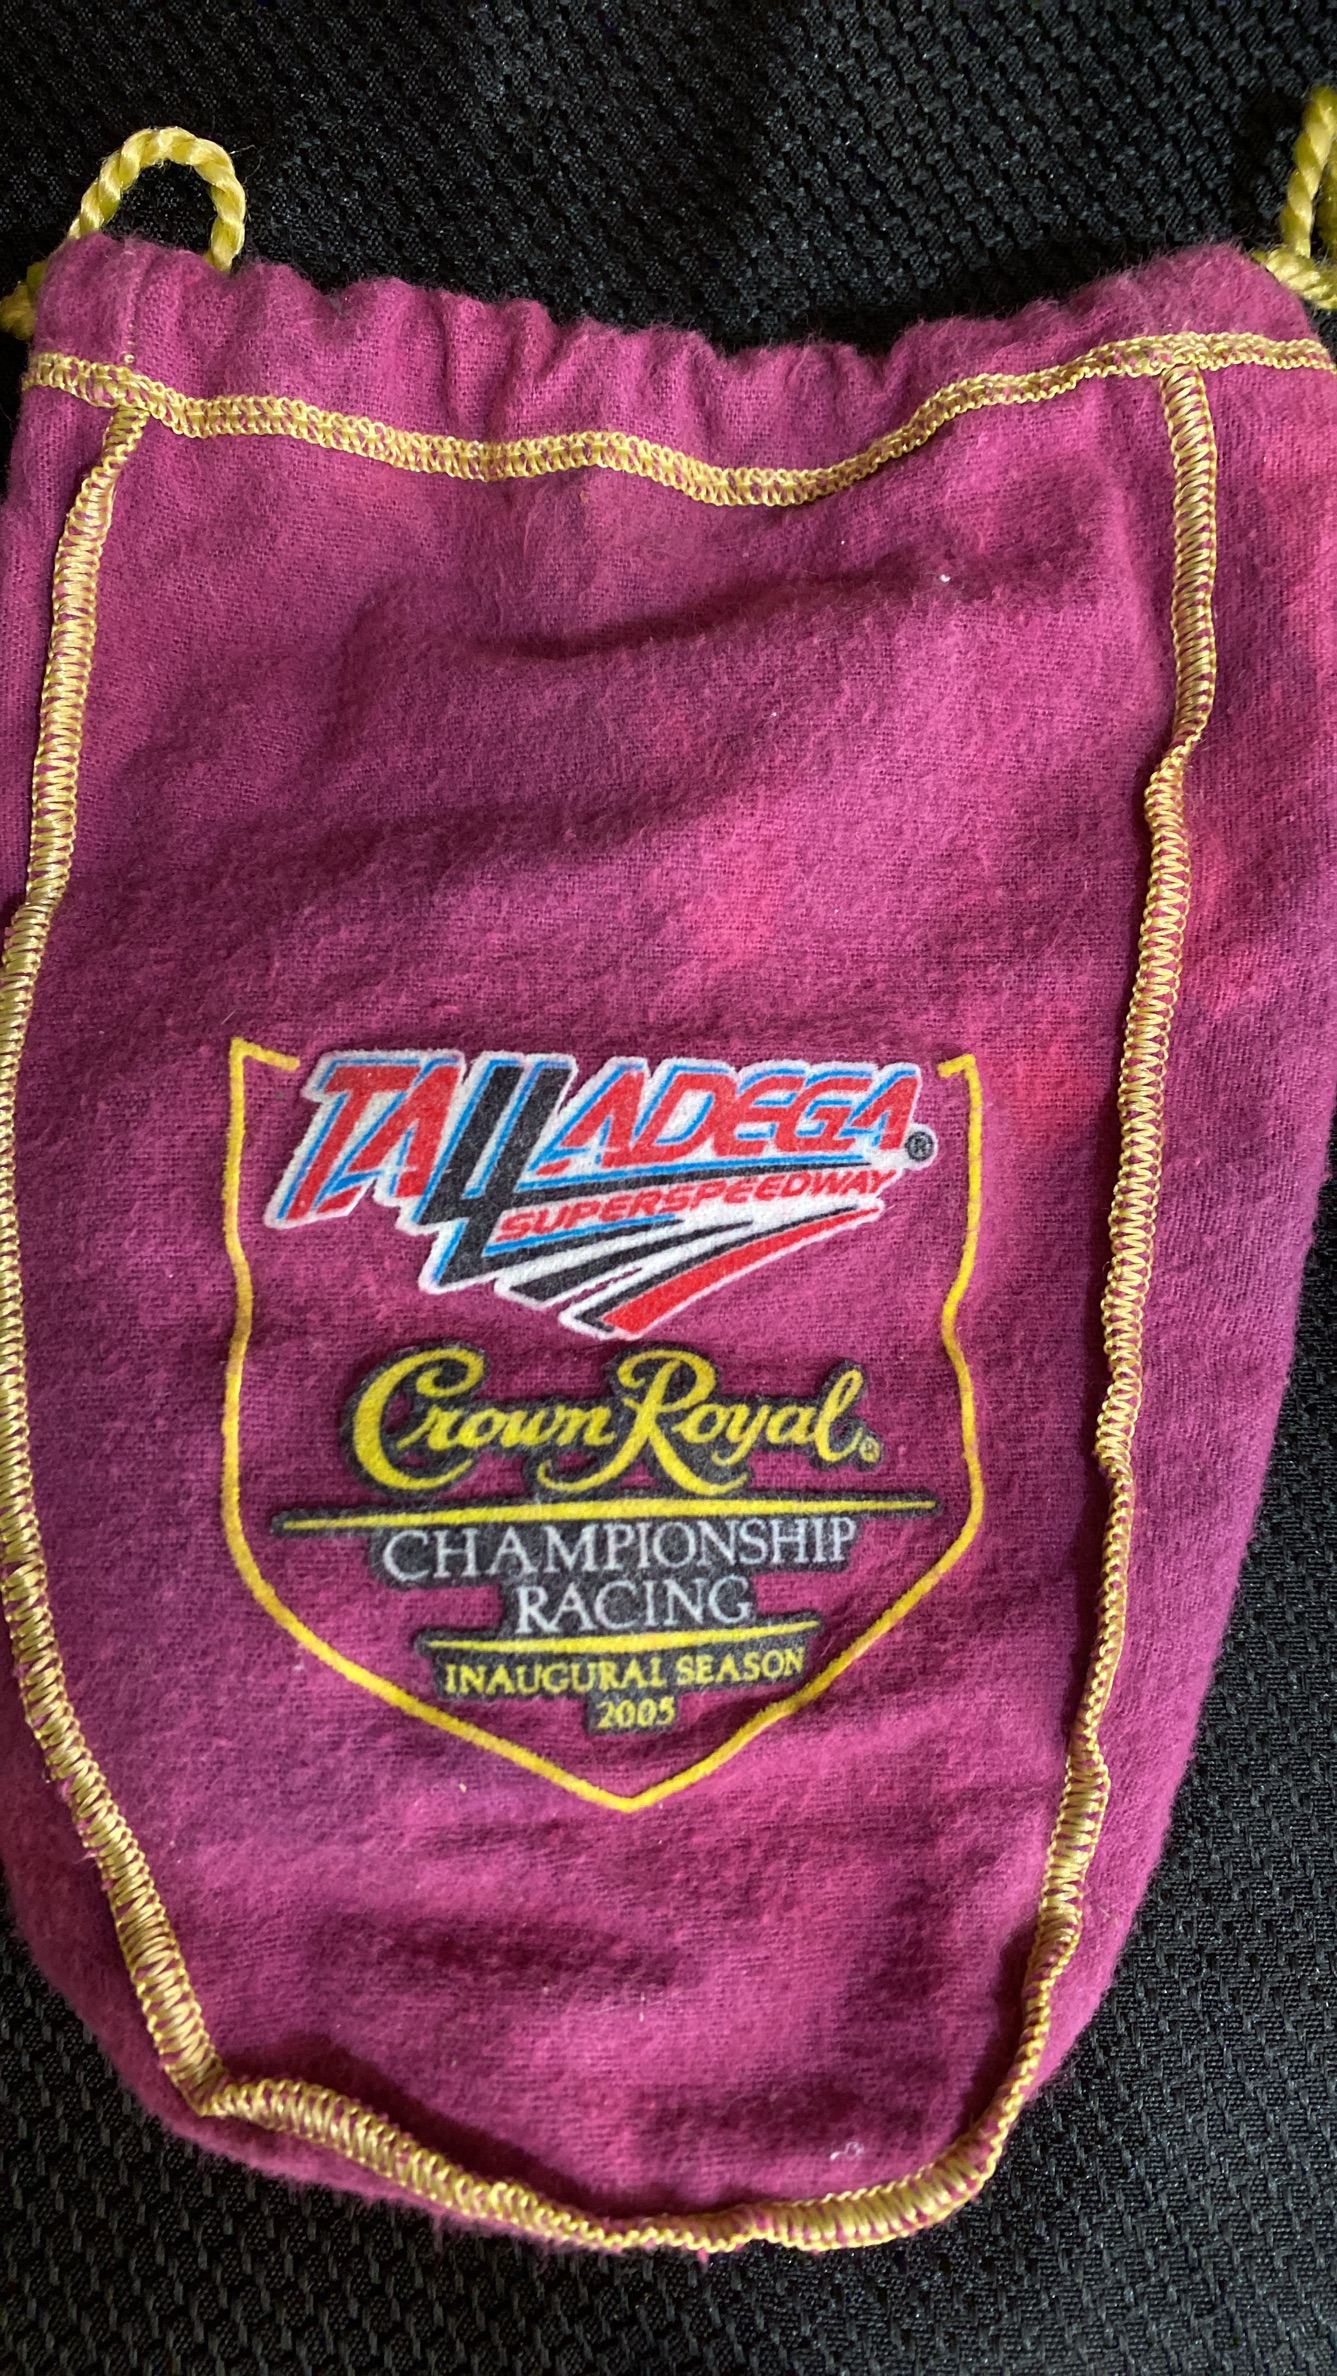 TALLADEGA®
SUPERSPEEDWAY
Crown Royal®
CHAMPIONSHIP
RACING
INAUGURAL SEASON
2005